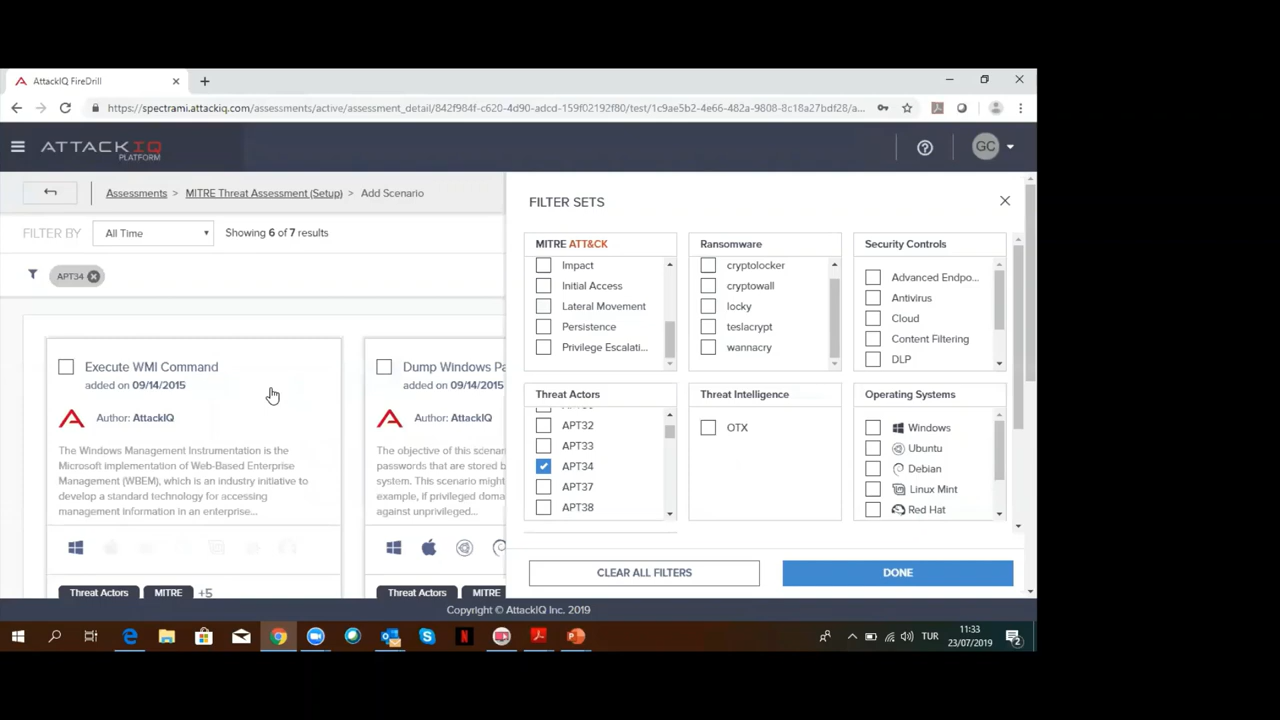 AttackIQ FireDrill
https://spectrami.attackiq.com/assessments/active/assessment_detail/842f984f-c620-4d90-adcd-159f02192f80/test/1c9ae5b2-4e66-482a-9808-8c18a27bdf28/a...
ATTACKIQ
PLATFORM
GC
Assessments > MITRE Threat Assessment (Setup) > Add Scenario
FILTER BY
All Time
Showing 6 of 7 results
APT34
Execute WMI Command
added on 09/14/2015
Author: AttackIQ
The Windows Management Instrumentation is the
Microsoft implementation of Web-Based Enterprise
Management (WBEM), which is an industry initiative to
develop a standard technology for accessing
management information in an enterprise...
Threat Actors
MITRE
+5
Dump Windows Pa
added on 09/14/2015
Author: AttackIQ
The objective of this scena
passwords that are stored b
system. This scenario might
example, if privileged doma
against unprivileged...
Threat Actors
MITRE
FILTER SETS
MITRE ATT&CK
Impact
Initial Access
Lateral Movement
Persistence
Privilege Escalati...
Ransomware
cryptolocker
cryptowall
locky
teslacrypt
wannacry
Security Controls
Advanced Endpo...
Antivirus
Cloud
Content Filtering
DLP
Threat Actors
APT32
APT33
APT34
APT37
APT38
Threat Intelligence
OTX
Operating Systems
Windows
Ubuntu
Debian
Linux Mint
Red Hat
CLEAR ALL FILTERS
DONE
Copyright © AttackIQ Inc. 2019
TUR
11:33
23/07/2019
2